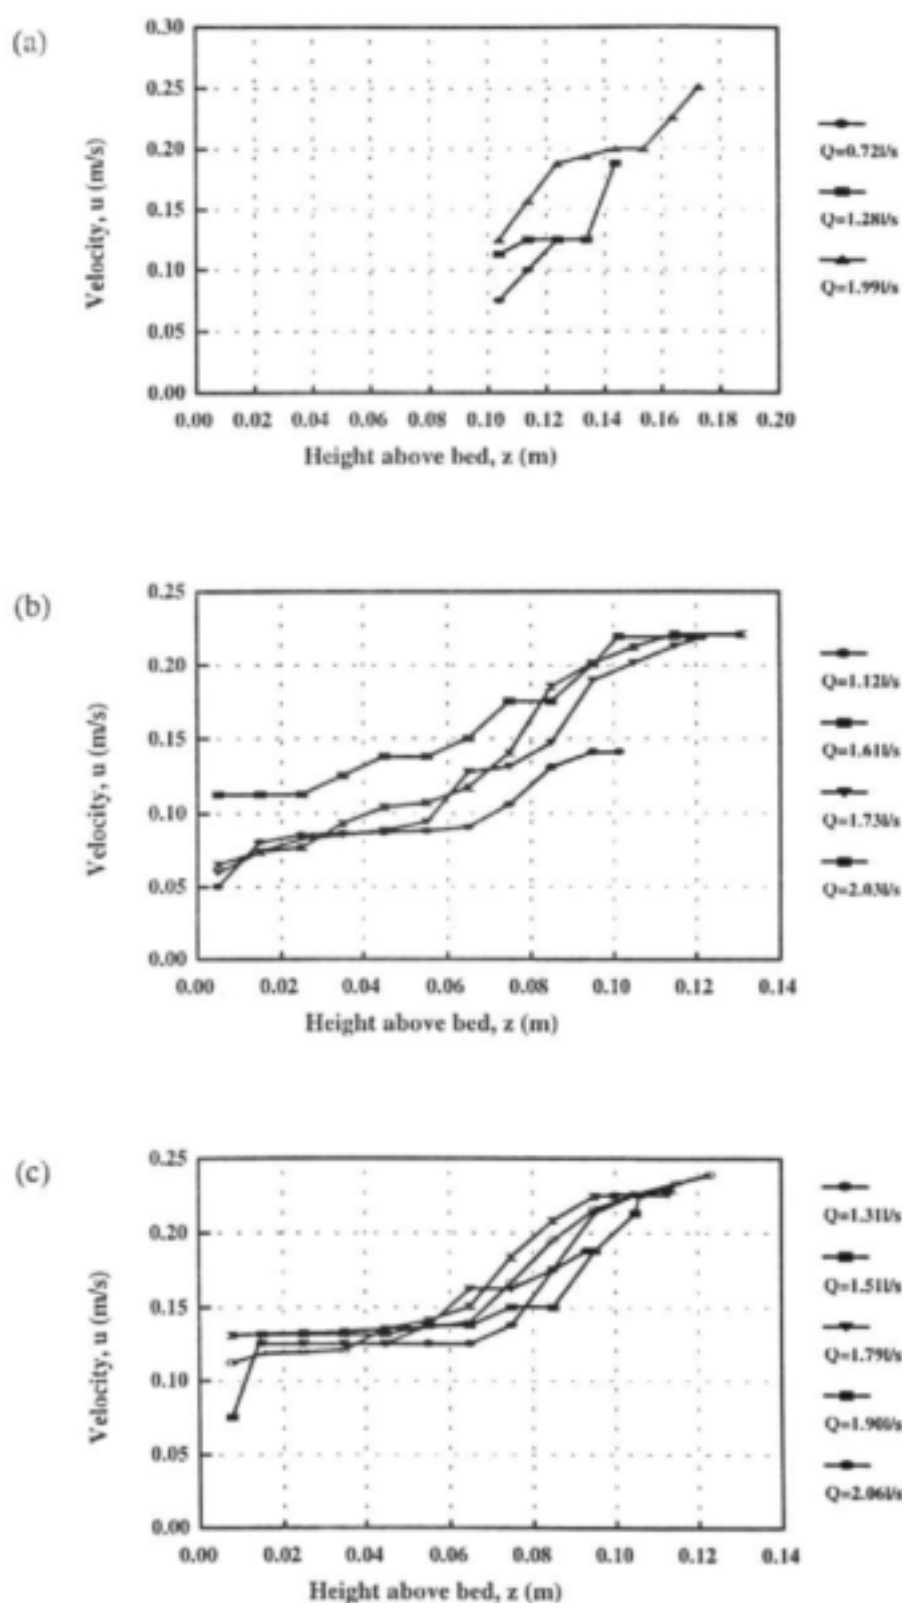 (a)
0.30
0.25
0.20
0.15
0.10
0.05
0.00
Velocity, u (m/s)
0.00 0.02 0.04 0.06 0.08 0.10 0.12 0.14 0.16 0.18 0.20
Height above bed, z (m)
Q=0.72l/s
Q=1.28l/s
Q=1.99l/s
(b)
0.25
0.20
0.15
0.10
0.05
0.00
Velocity, u (m/s)
0.00 0.02 0.04 0.06 0.08 0.10 0.12 0.14
Height above bed, z (m)
Q=1.12l/s
Q=1.61l/s
Q=1.73l/s
Q=2.03l/s
(c)
0.25
0.20
0.15
0.10
0.05
0.00
Velocity, u (m/s)
0.00 0.02 0.04 0.06 0.08 0.10 0.12 0.14
Height above bed, z (m)
Q=1.31l/s
Q=1.51l/s
Q=1.79l/s
Q=1.90l/s
Q=2.06l/s